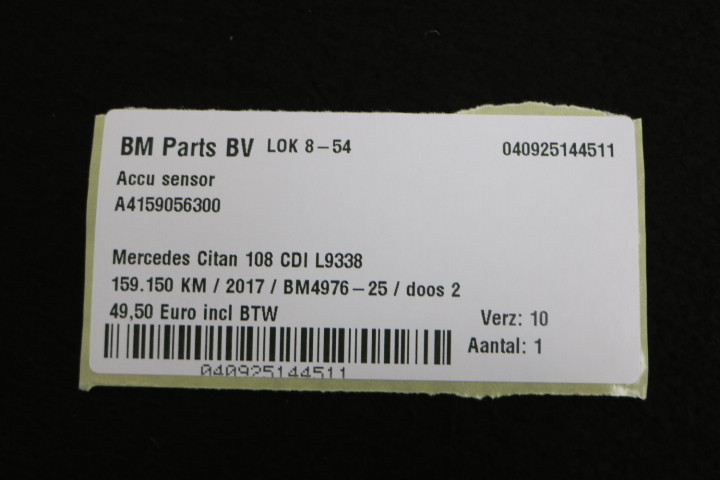 BM Parts BV LOK 8-54 040925144511
Accu sensor
A4159056300
Mercedes Citan 108 CDI L9338
159.150 KM / 2017 / BM4976-25 / doos 2
49,50 Euro incl BTW Verz: 10
Aantal: 1
040925144511